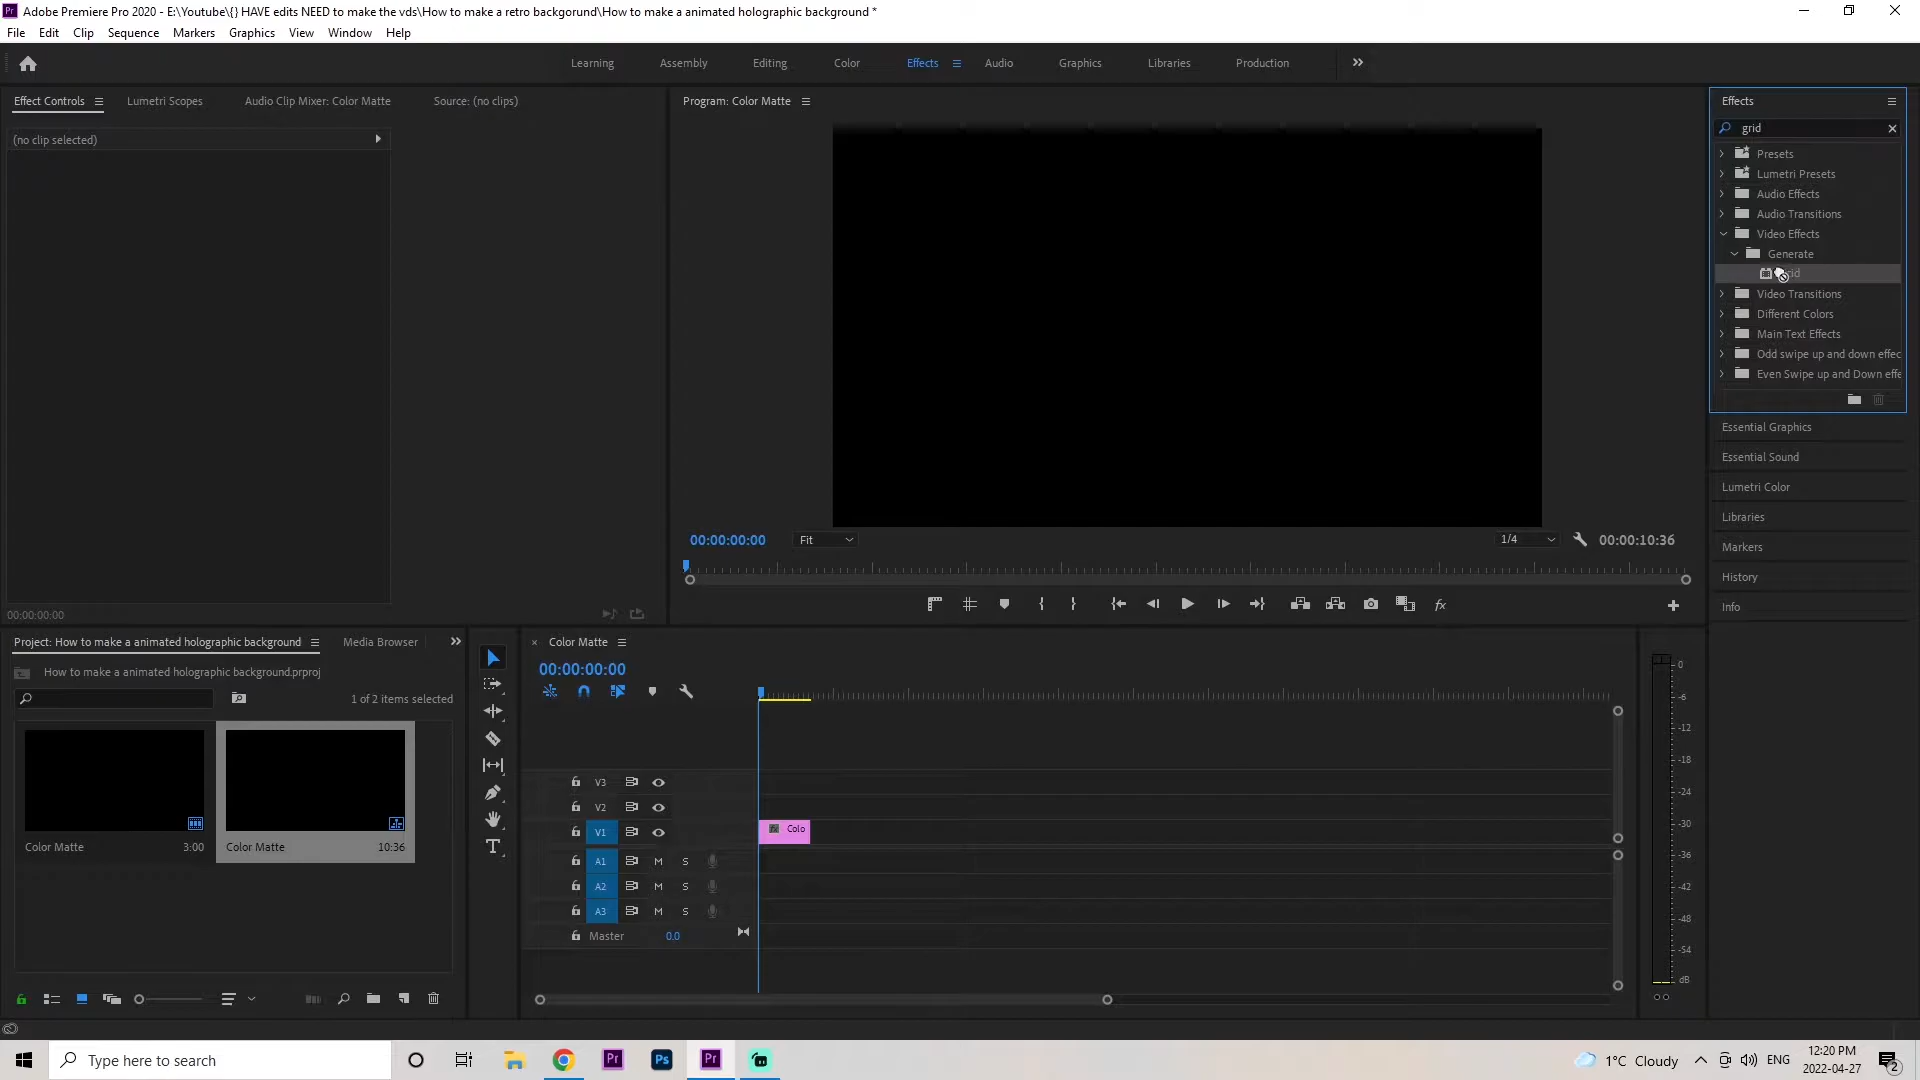 Adobe Premiere Pro 2020 - E:\Youtube\{} HAVE edits NEED to make the vds\How to make a retro backgorund\How to make a animated holographic background *
File Edit Clip Sequence Markers Graphics View Window Help
Learning Assembly Editing Color Effects Audio Graphics Libraries Production
Effect Controls Lumetri Scopes Audio Clip Mixer: Color Matte Source: (no clips)
(no clip selected)
00:00:00:00
Program: Color Matte
00:00:00:00 Fit 1/4 00:00:10:36
Effects
grid
Presets
Lumetri Presets
Audio Effects
Audio Transitions
Video Effects
Generate
Video Transitions
Different Colors
Main Text Effects
Odd swipe up and down effec
Even Swipe up and Down effe
Essential Graphics
Essential Sound
Lumetri Color
Libraries
Markers
History
Info
Project: How to make a animated holographic background Media Browser
How to make a animated holographic background.prproj
1 of 2 items selected
Color Matte 3:00
Color Matte 10:36
Color Matte
00:00:00:00
V3
V2
V1 Colo
A1 M S
A2 M S
A3 M S
Master 0.0
0
-6
-12
-18
-24
-30
-36
-42
-48
-54
dB
Type here to search
Pr Ps Pr
1°C Cloudy ENG
12:20 PM
2022-04-27
2